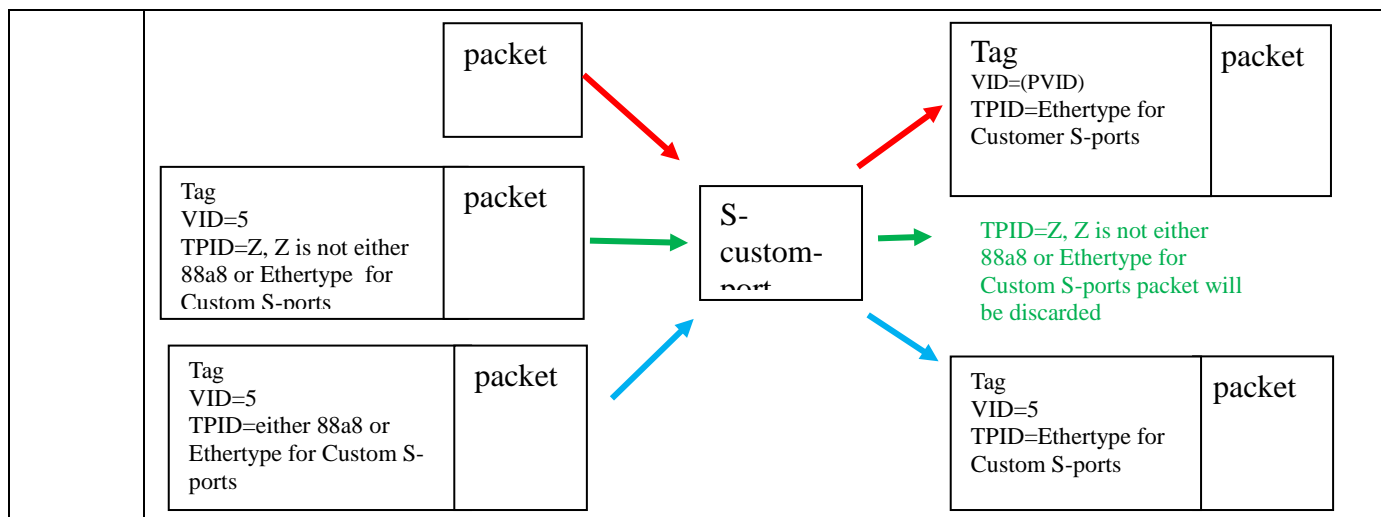 packet
Tag
VID=(PVID)
TPID=Ethertype for
Customer S-ports
packet
Tag
VID=5
TPID=Z, Z is not either
88a8 or Ethertype for
Custom S-ports
packet
S-
custom-
port
TPID=Z, Z is not either
88a8 or Ethertype for
Custom S-ports packet will
be discarded
Tag
VID=5
TPID=either 88a8 or
Ethertype for Custom S-
ports
packet
Tag
VID=5
TPID=Ethertype for
Custom S-ports
packet